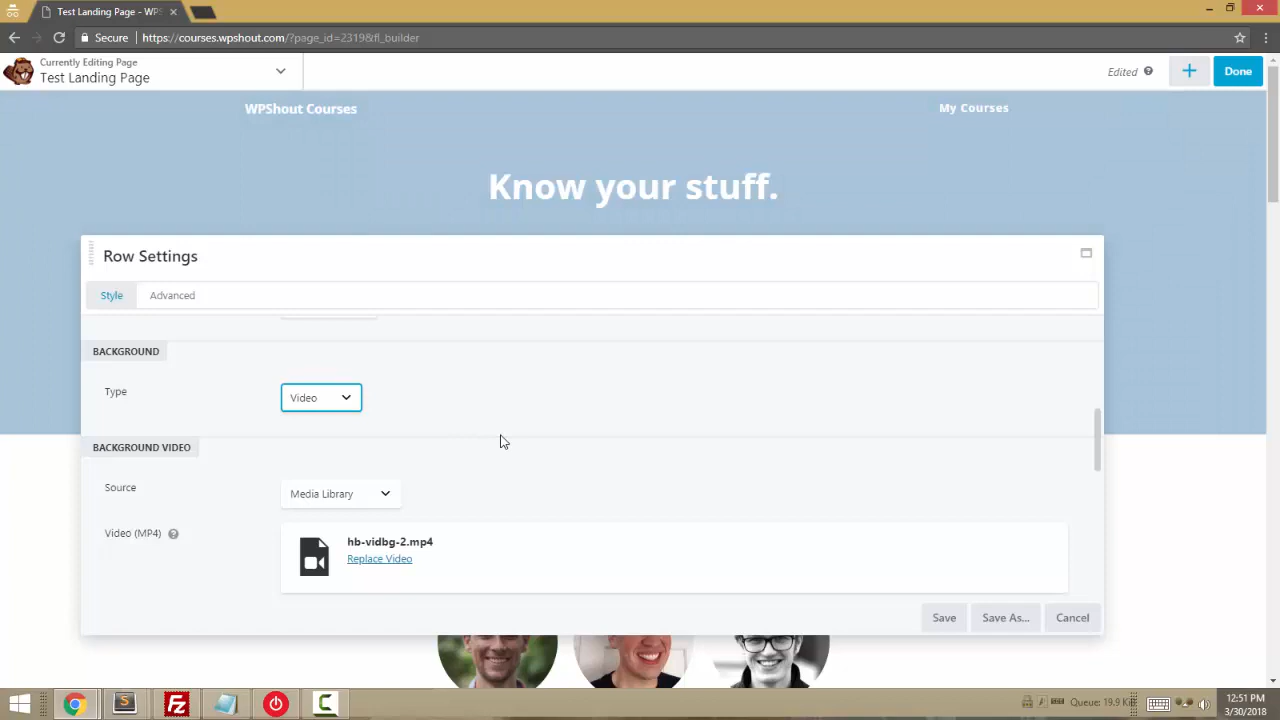 Test Landing Page - WPS
Secure https://courses.wpshout.com/?page_id=2319&fl_builder
Currently Editing Page
Test Landing Page
Edited
Done
WPShout Courses
My Courses
Know your stuff.
Row Settings
Style
Advanced
BACKGROUND
Type
Video
BACKGROUND VIDEO
Source
Media Library
Video (MP4)
hb-vidbg-2.mp4
Replace Video
Save
Save As...
Cancel
Queue: 19.9 K
12:51 PM
3/30/2018